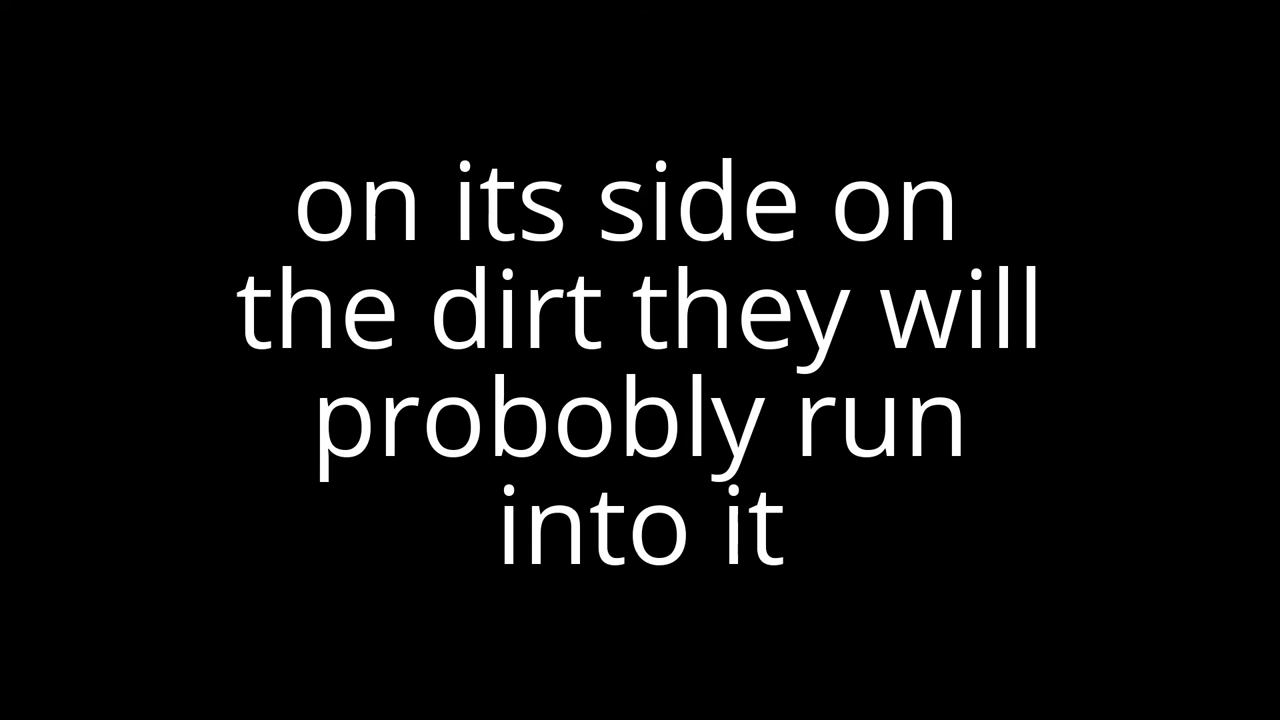 on its side on
the dirt they will
probobly run
into it